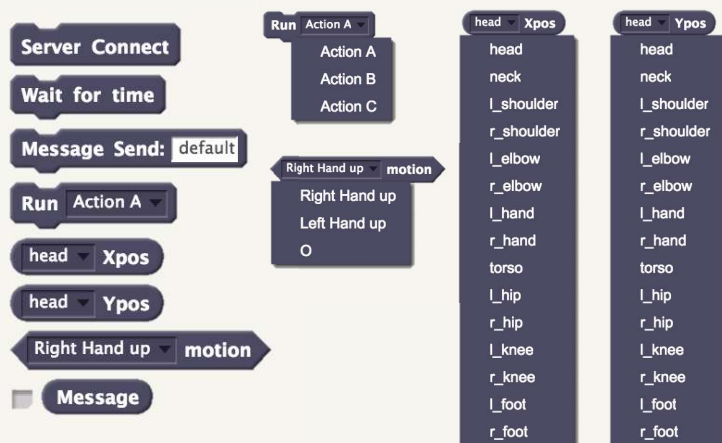 Server Connect
Wait for time
Message Send: default
Run Action A
head Xpos
head Ypos
Right Hand up motion
Message
Run Action A
Action A
Action B
Action C
Right Hand up motion
Right Hand up
Left Hand up
O
head Xpos
head
neck
l_shoulder
r_shoulder
l_elbow
r_elbow
l_hand
r_hand
torso
l_hip
r_hip
l_knee
r_knee
l_foot
r_foot
head Ypos
head
neck
l_shoulder
r_shoulder
l_elbow
r_elbow
l_hand
r_hand
torso
l_hip
r_hip
l_knee
r_knee
l_foot
r_foot